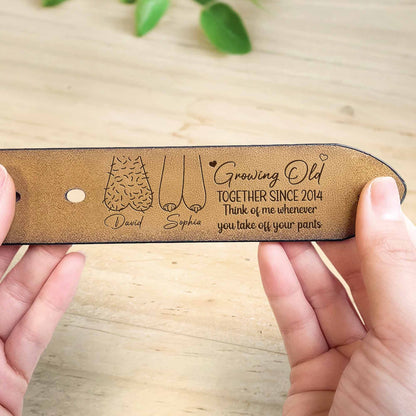 Growing Old
TOGETHER SINCE 2014
Think of me whenever
you take off your pants
David Sophia